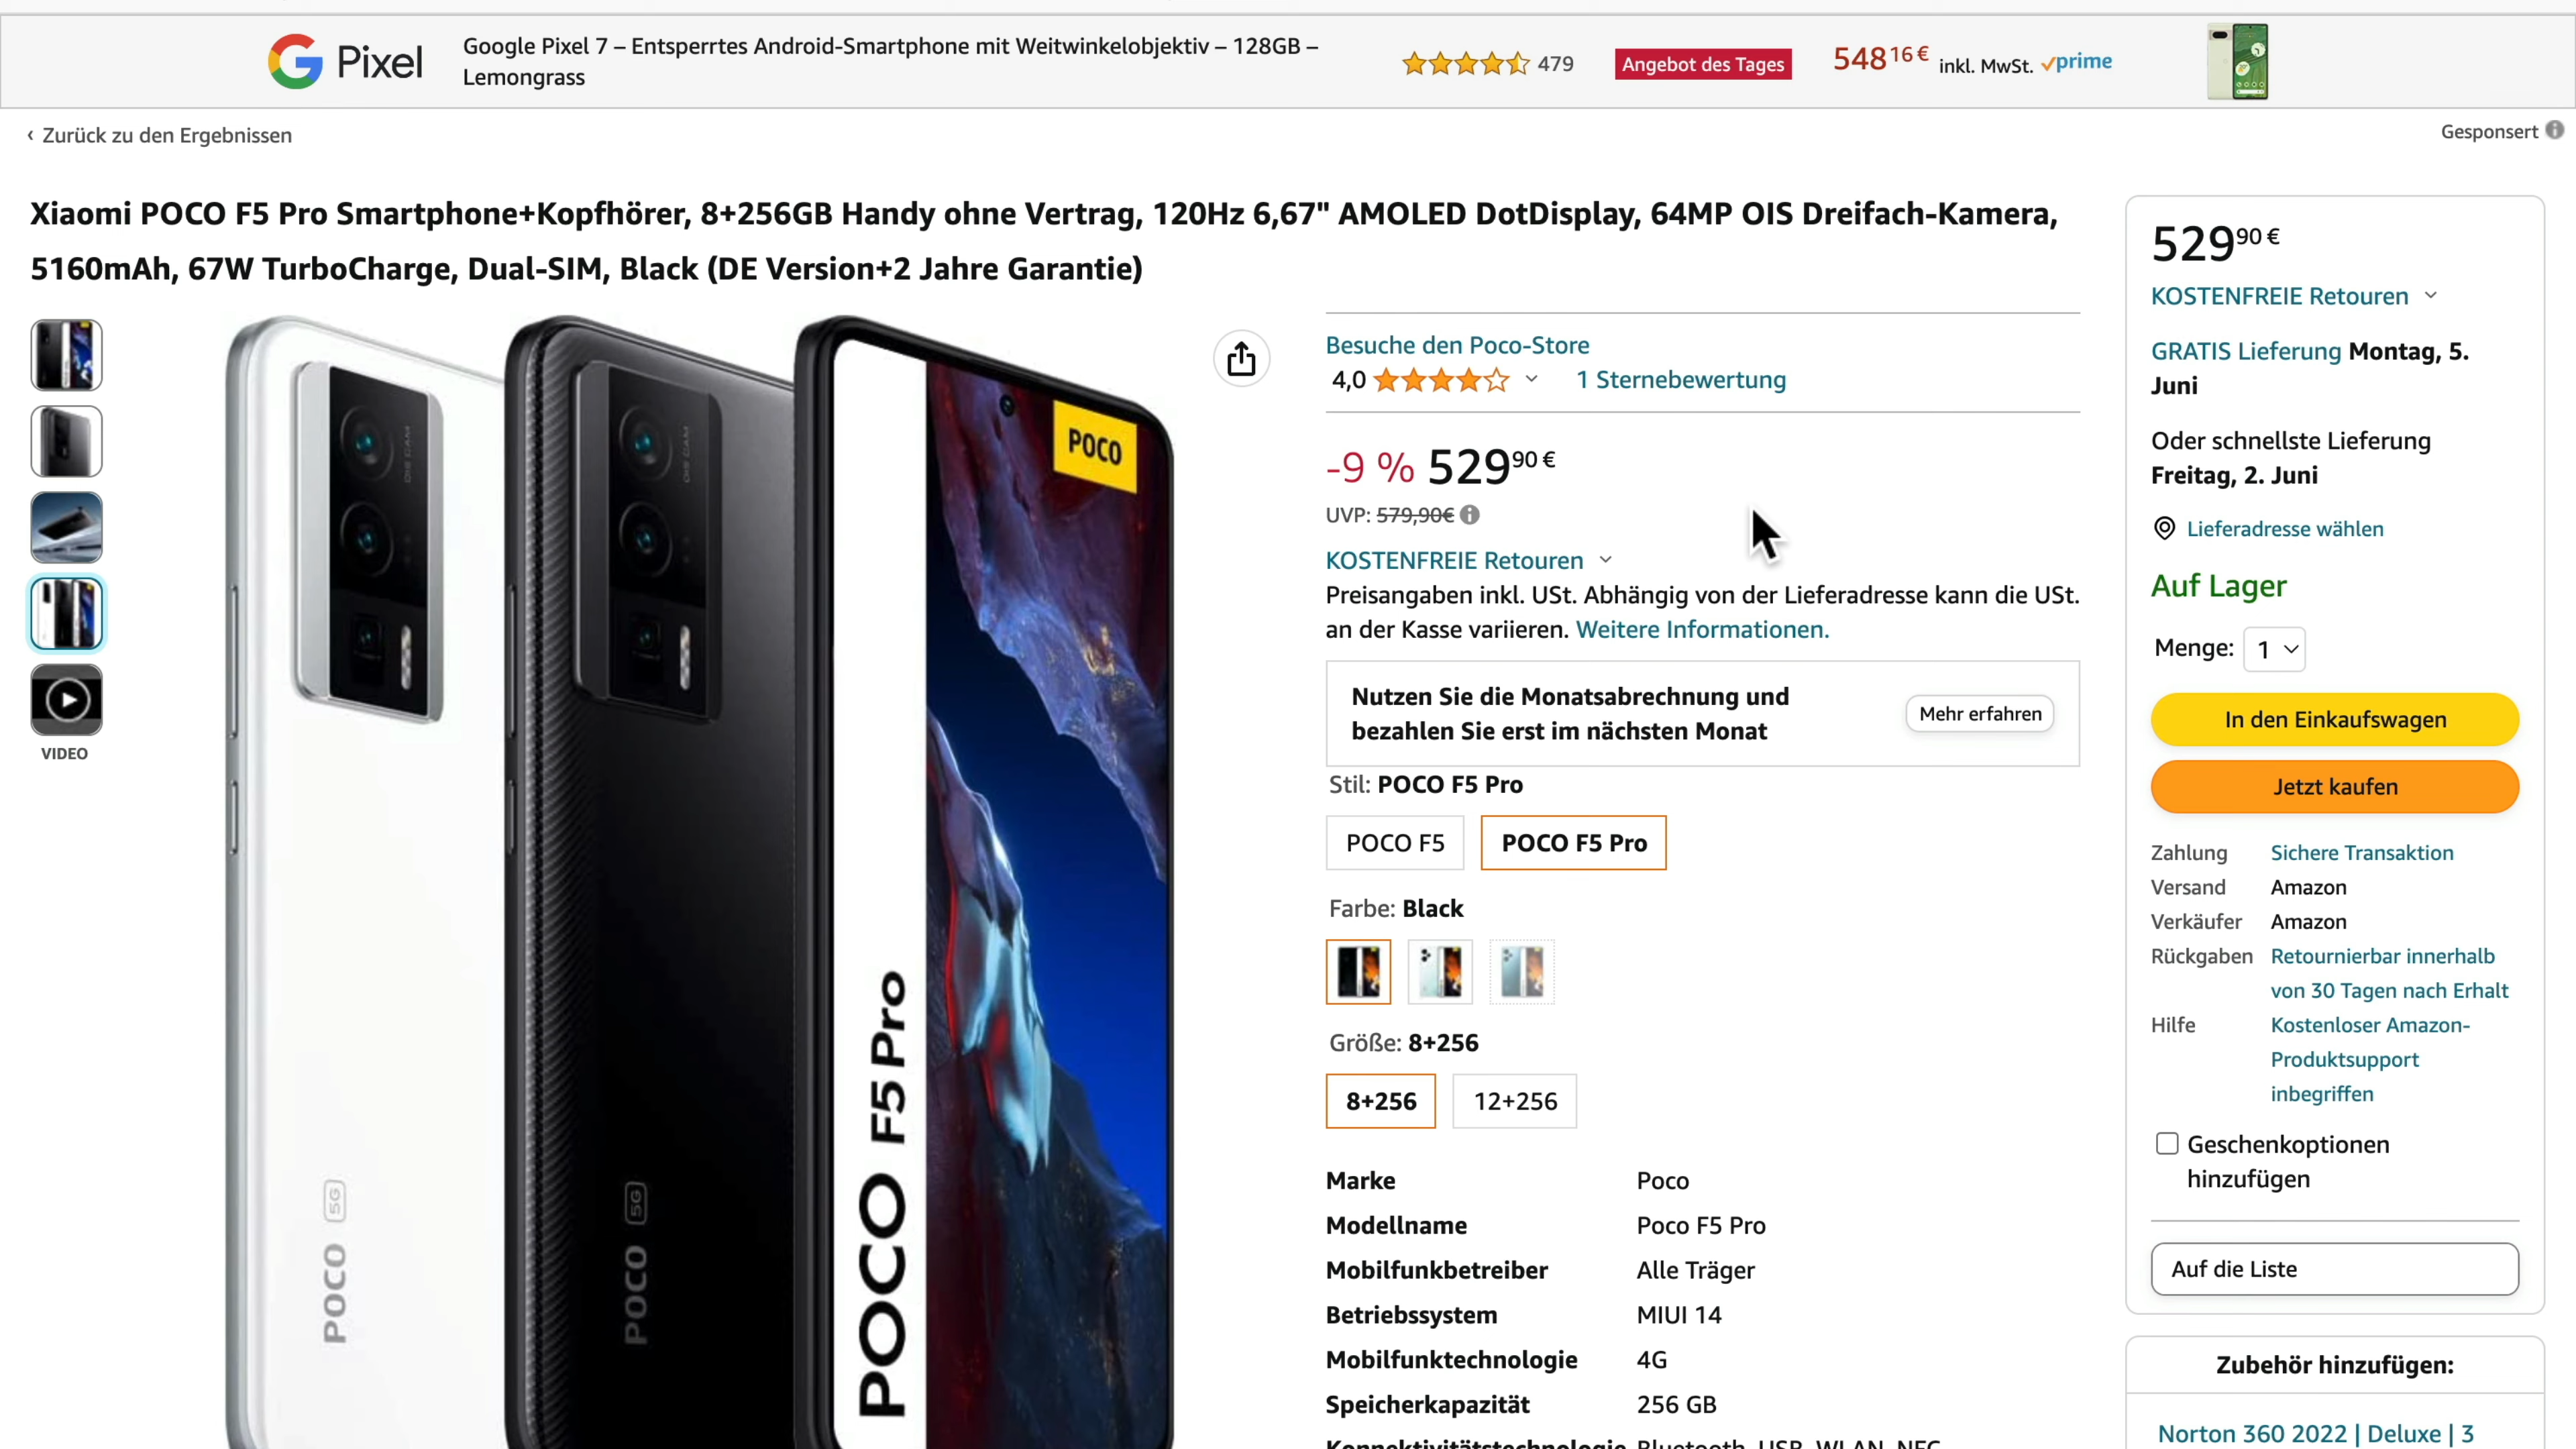 Pixel
Google Pixel 7 – Entsperrtes Android-Smartphone mit Weitwinkelobjektiv – 128GB –
Lemongrass
479
Angebot des Tages
548 16 € inkl. MwSt. prime
‹ Zurück zu den Ergebnissen
Gesponsert
Xiaomi POCO F5 Pro Smartphone+Kopfhörer, 8+256GB Handy ohne Vertrag, 120Hz 6,67" AMOLED DotDisplay, 64MP OIS Dreifach-Kamera,
5160mAh, 67W TurboCharge, Dual-SIM, Black (DE Version+2 Jahre Garantie)
VIDEO
OIS CAM
OIS CAM
POCO
POCO 5G
POCO 5G
POCO F5 Pro
Besuche den Poco-Store
4,0 1 Sternebewertung
-9 % 529 90 €
UVP: 579,90€
KOSTENFREIE Retouren
Preisangaben inkl. USt. Abhängig von der Lieferadresse kann die USt.
an der Kasse variieren. Weitere Informationen.
Nutzen Sie die Monatsabrechnung und
bezahlen Sie erst im nächsten Monat
Mehr erfahren
Stil: POCO F5 Pro
POCO F5
POCO F5 Pro
Farbe: Black
Größe: 8+256
8+256
12+256
Marke Poco
Modellname Poco F5 Pro
Mobilfunkbetreiber Alle Träger
Betriebssystem MIUI 14
Mobilfunktechnologie 4G
Speicherkapazität 256 GB
Konnektivitätstechnologie Bluetooth, USB, WLAN, NFC
529 90 €
KOSTENFREIE Retouren
GRATIS Lieferung Montag, 5.
Juni
Oder schnellste Lieferung
Freitag, 2. Juni
Lieferadresse wählen
Auf Lager
Menge: 1
In den Einkaufswagen
Jetzt kaufen
Zahlung Sichere Transaktion
Versand Amazon
Verkäufer Amazon
Rückgaben Retournierbar innerhalb
von 30 Tagen nach Erhalt
Hilfe Kostenloser Amazon-
Produktsupport
inbegriffen
Geschenkoptionen
hinzufügen
Auf die Liste
Zubehör hinzufügen:
Norton 360 2022 | Deluxe | 3